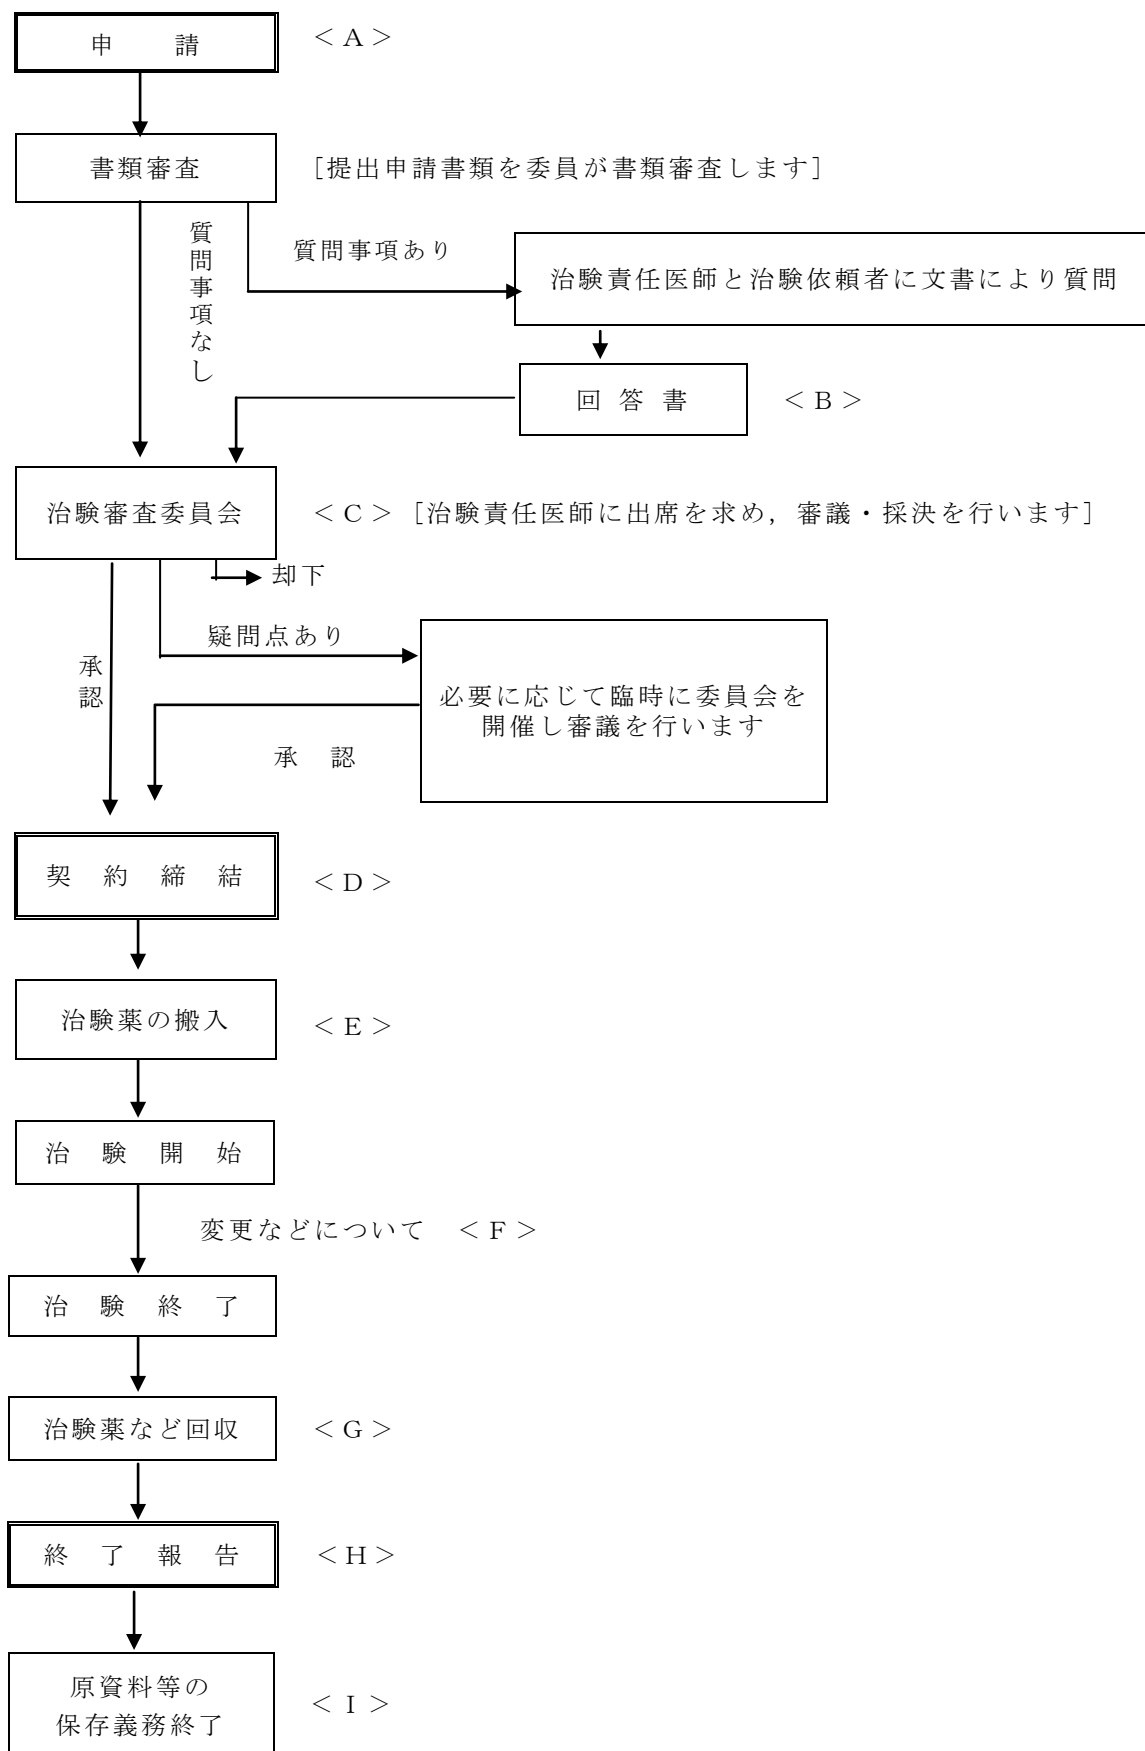 申　　請
＜A＞
書類審査
［提出申請書類を委員が書類審査します］
質問事項なし
質問事項あり
治験責任医師と治験依頼者に文書により質問
回 答 書
＜B＞
治験審査委員会
＜C＞［治験責任医師に出席を求め，審議・採決を行います］
却下
疑問点あり
承認
必要に応じて臨時に委員会を
開催し審議を行います
承　認
契　約　締　結
＜D＞
治験薬の搬入
＜E＞
治　験　開　始
変更などについて　＜F＞
治　験　終　了
治験薬など回収
＜G＞
終　了　報　告
＜H＞
原資料等の
保存義務終了
＜I＞